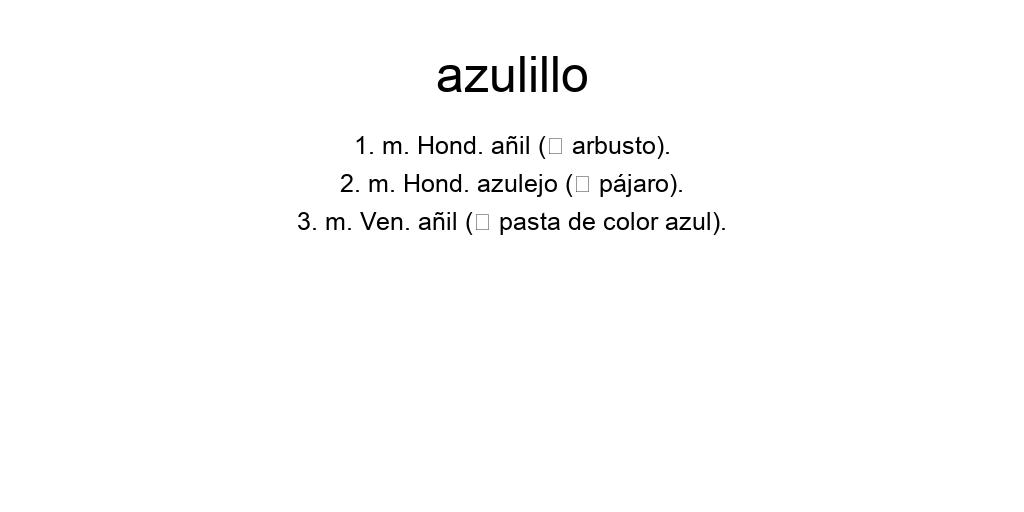 azulillo
1. m. Hond. añil (□ arbusto).
2. m. Hond. azulejo (□ pájaro).
3. m. Ven. añil (□ pasta de color azul).